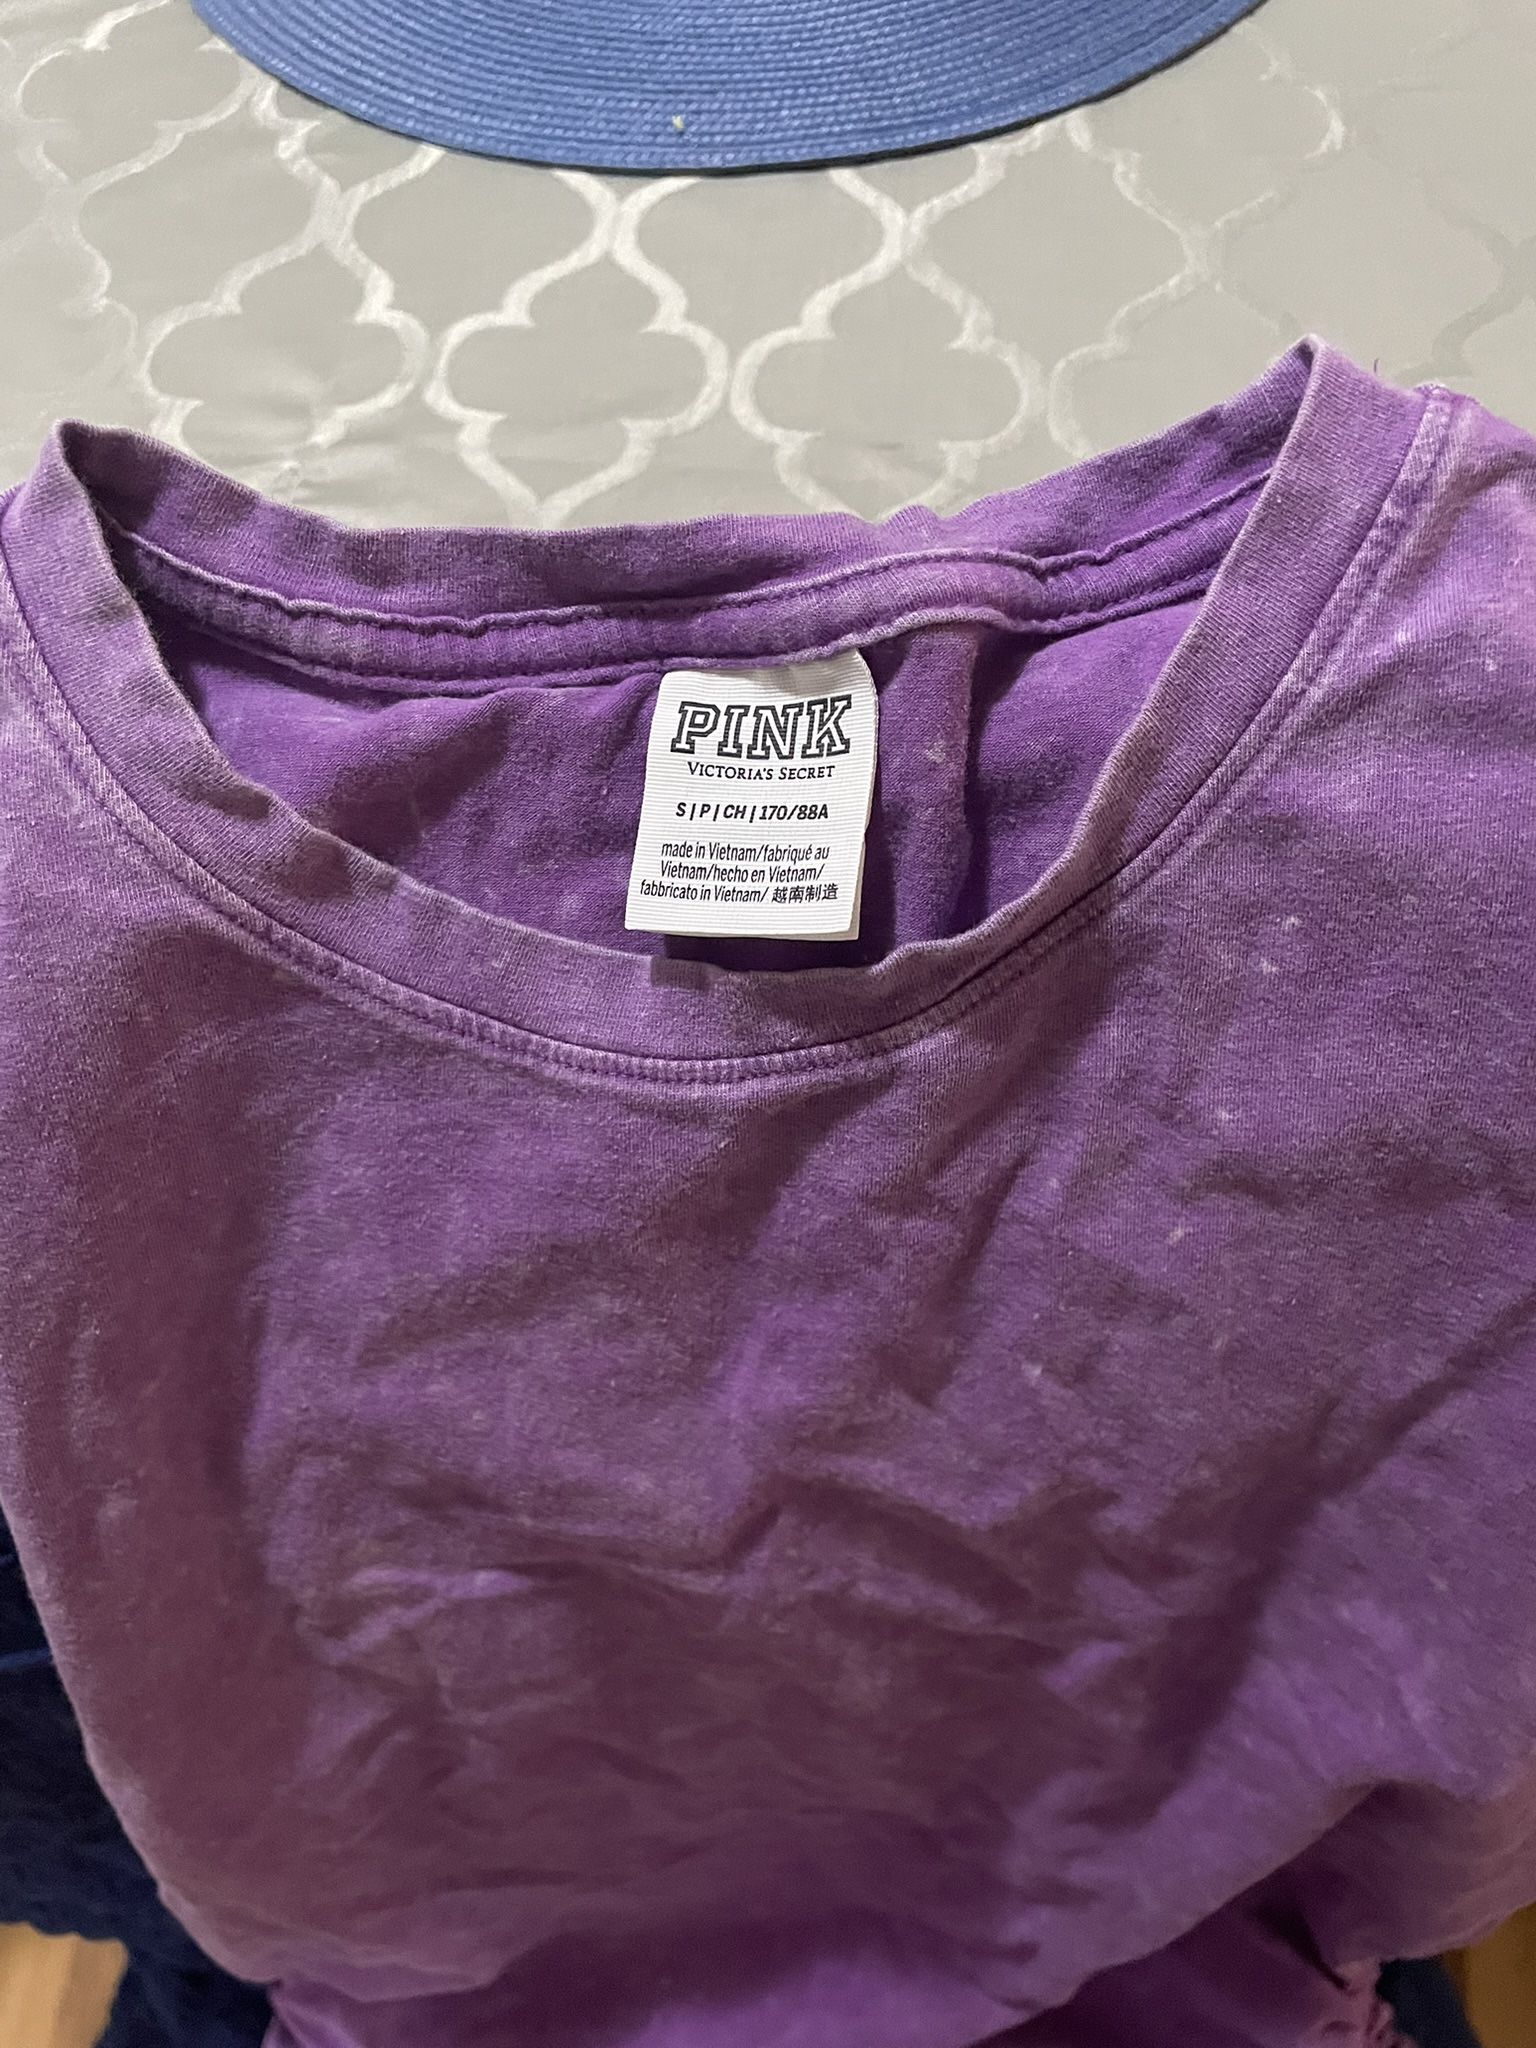 PINK
VICTORIA'S SECRET
S | P | CH | 170/88A
made in Vietnam/fabriqué au
Vietnam/hecho en Vietnam/
fabbricato in Vietnam/ 越南制造